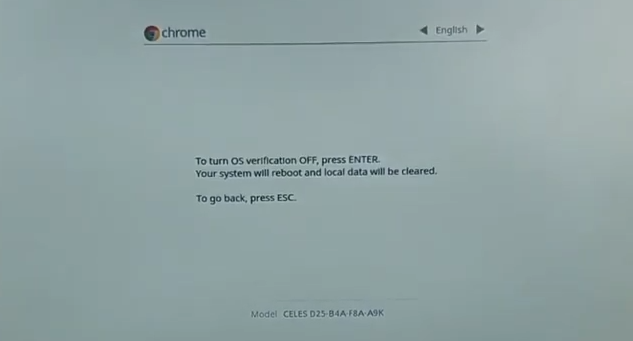 chrome
English
To turn OS verification OFF, press ENTER.
Your system will reboot and local data will be cleared.
To go back, press ESC.
Model CELES D25-B4A-F8A-A9K